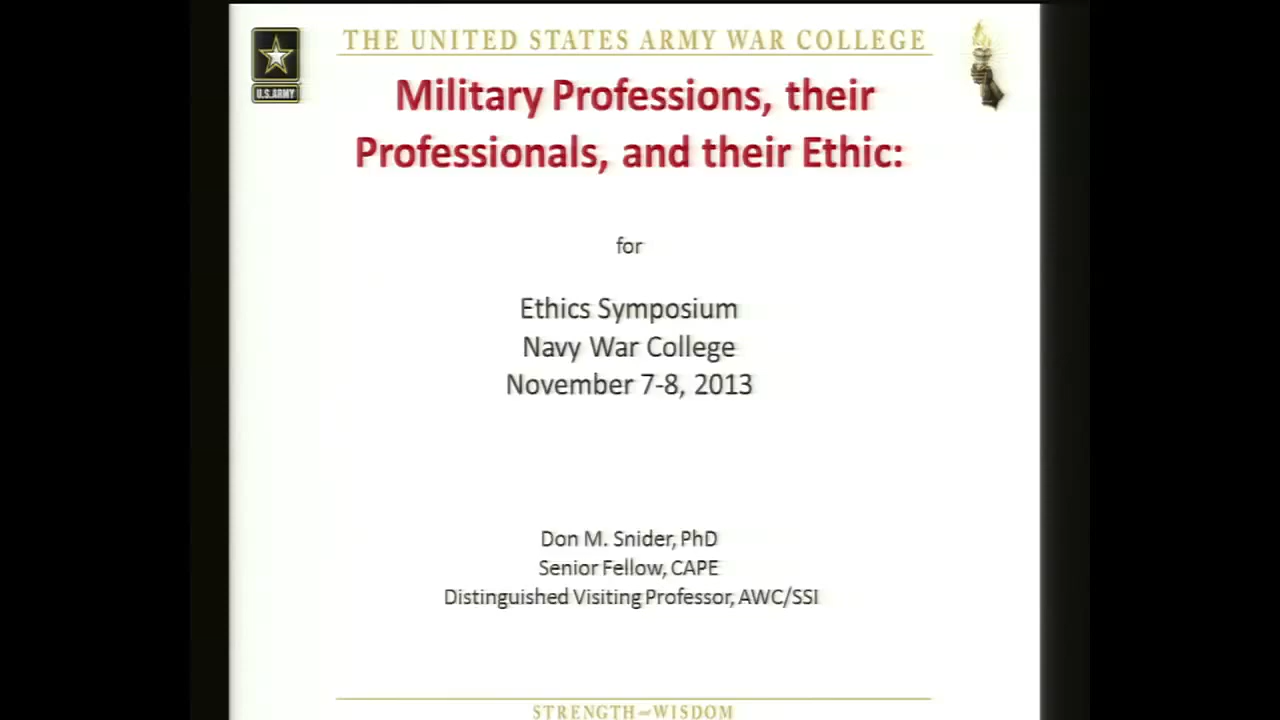 THE UNITED STATES ARMY WAR COLLEGE
U.S.ARMY
Military Professions, their
Professionals, and their Ethic:
for
Ethics Symposium
Navy War College
November 7-8, 2013
Don M. Snider, PhD
Senior Fellow, CAPE
Distinguished Visiting Professor, AWC/SSI
STRENGTH and WISDOM